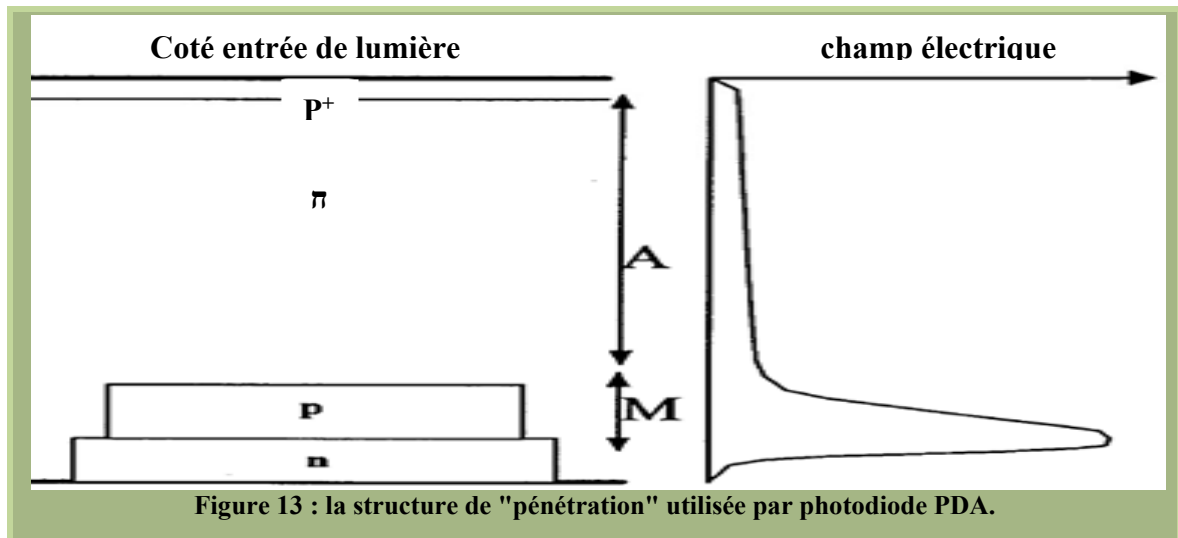 Coté entrée de lumière
champ électrique
P+
π
A
p
M
n
Figure 13 : la structure de "pénétration" utilisée par photodiode PDA.